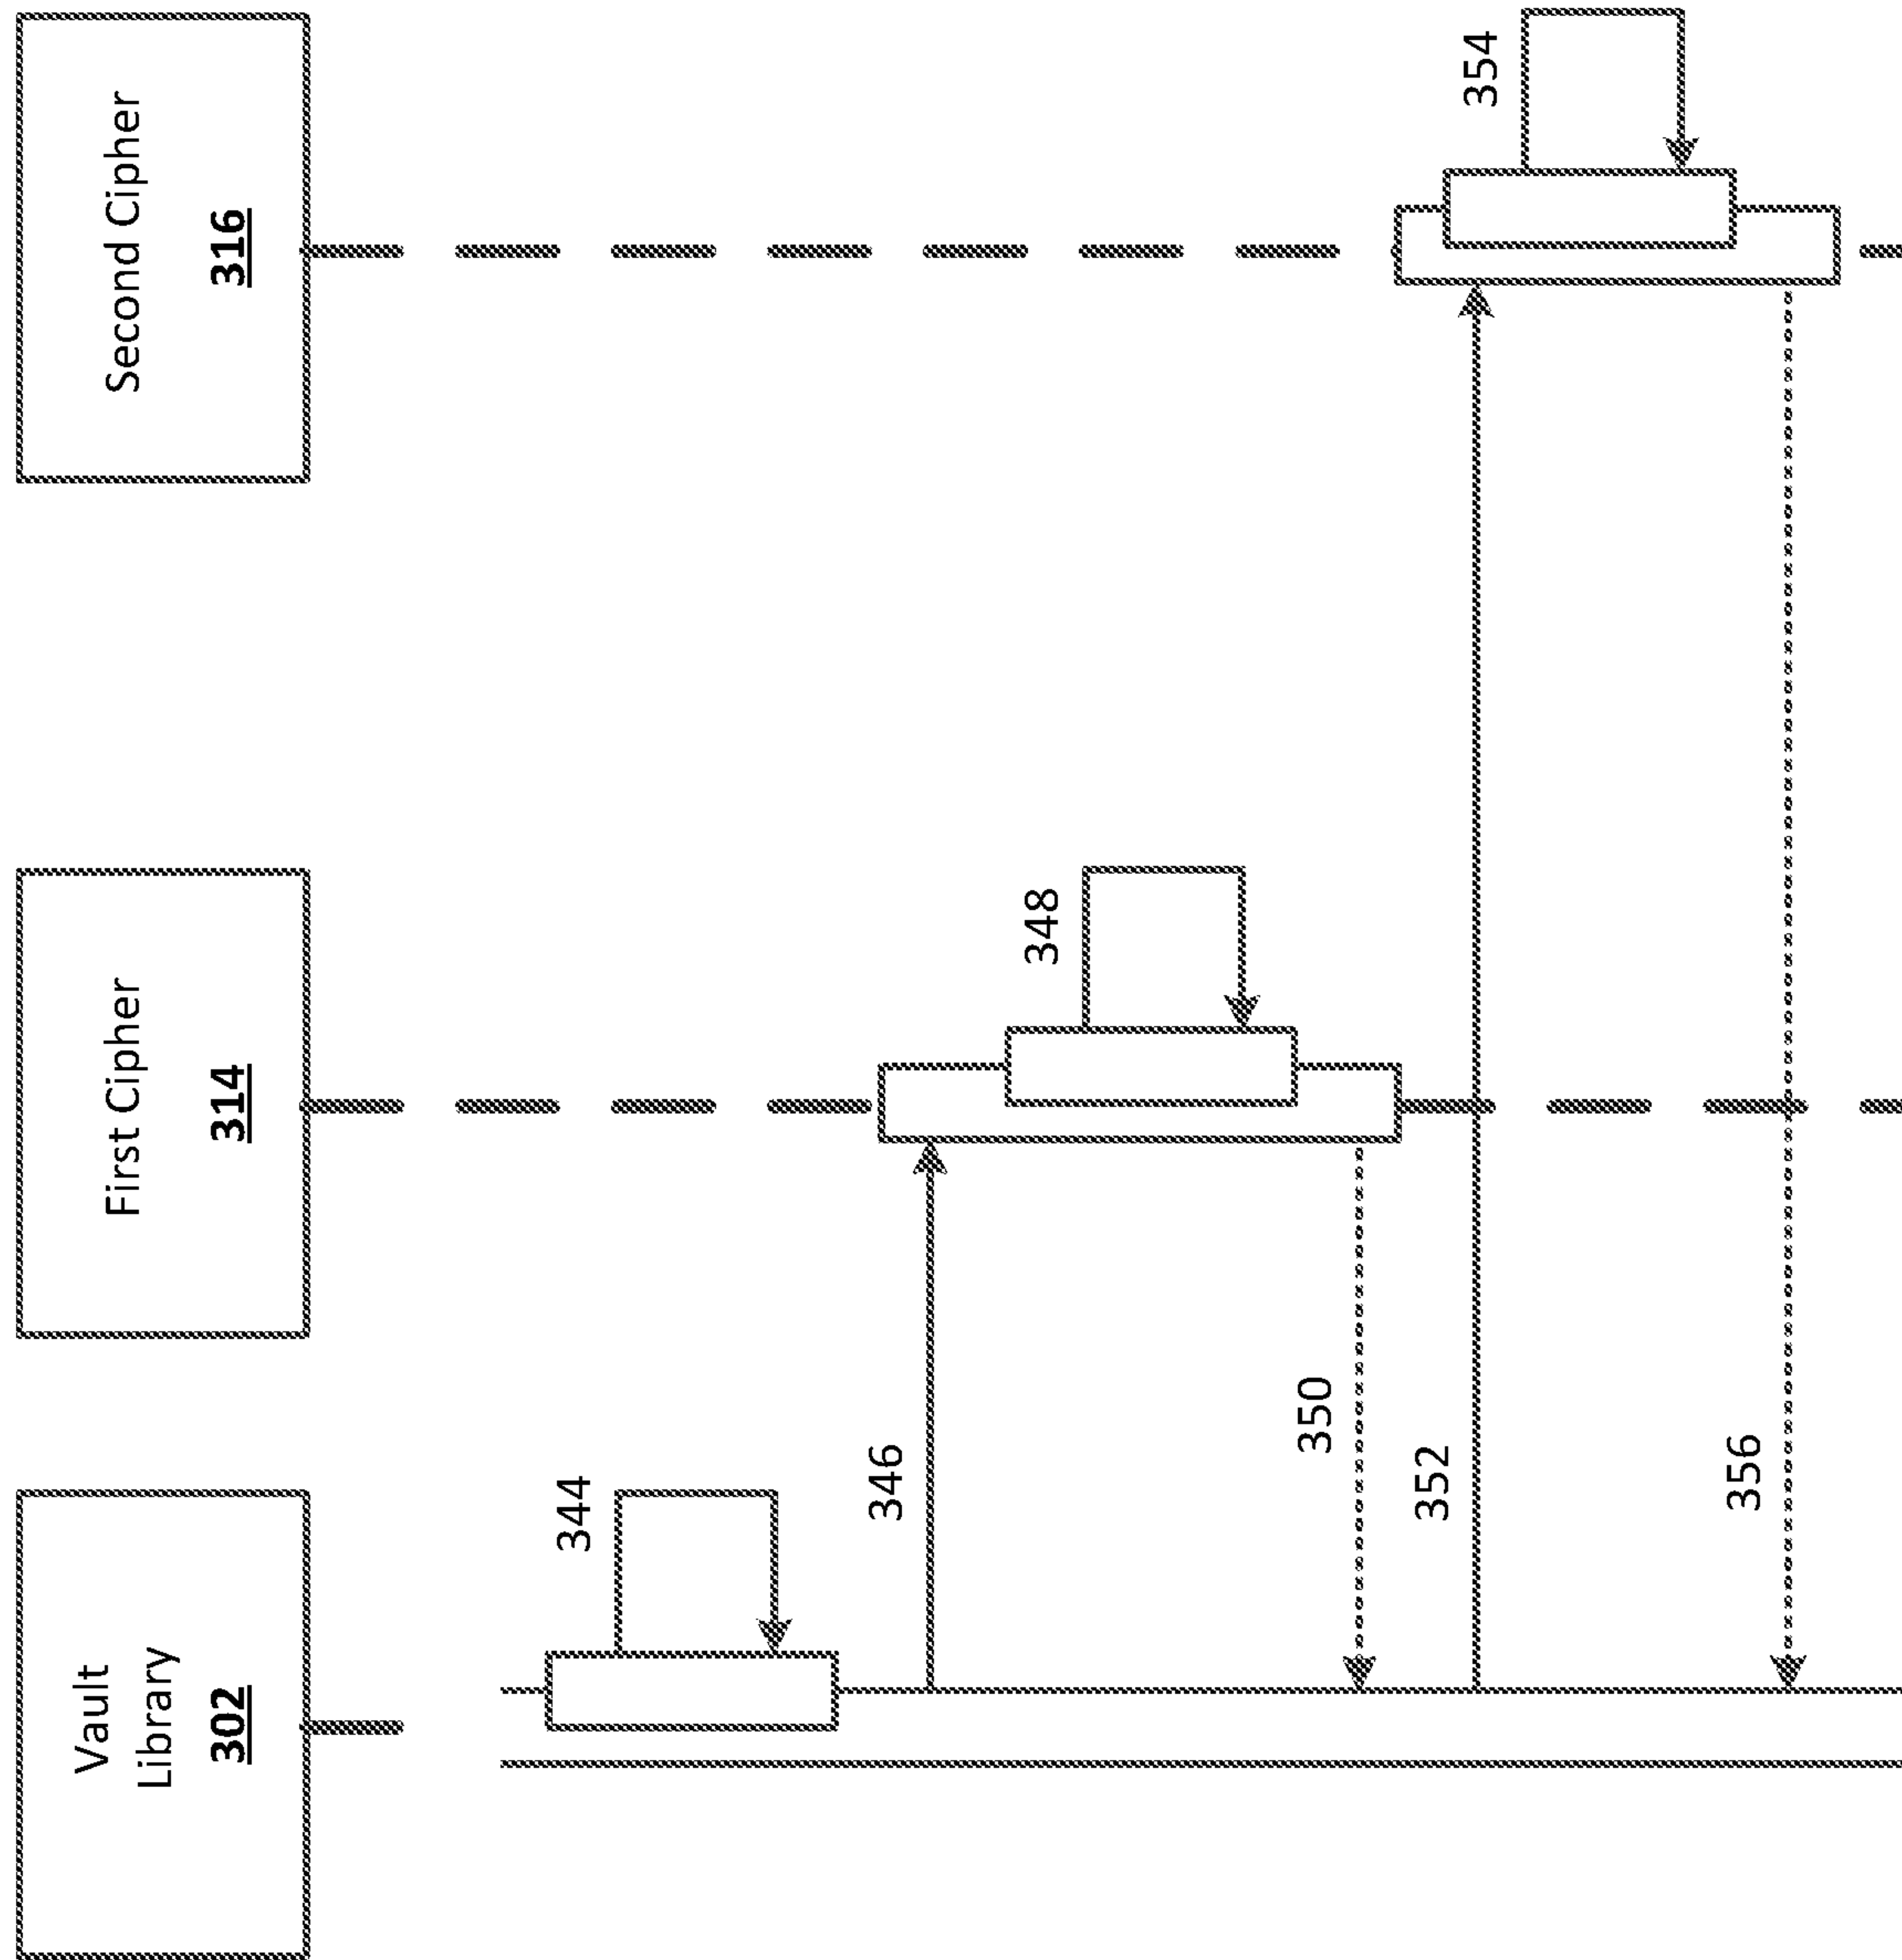 Vault
Library
302
First Cipher
314
Second Cipher
316
344
346
348
350
352
354
356